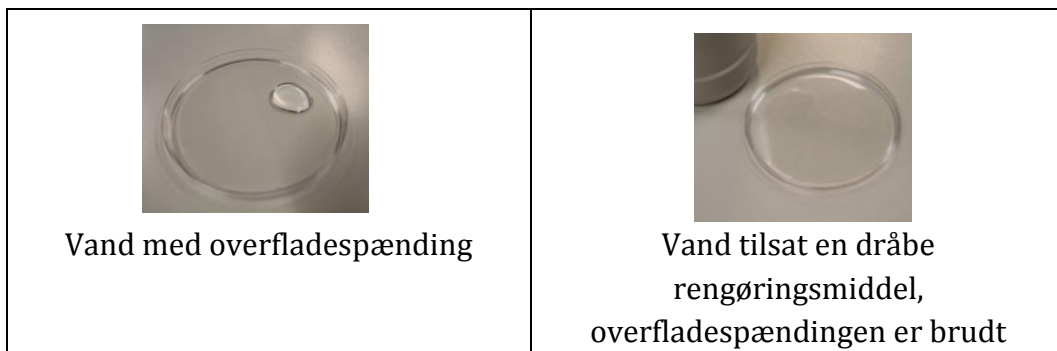 Vand med overfladespænding
Vand tilsat en dråbe
rengøringsmiddel,
overfladespændingen er brudt